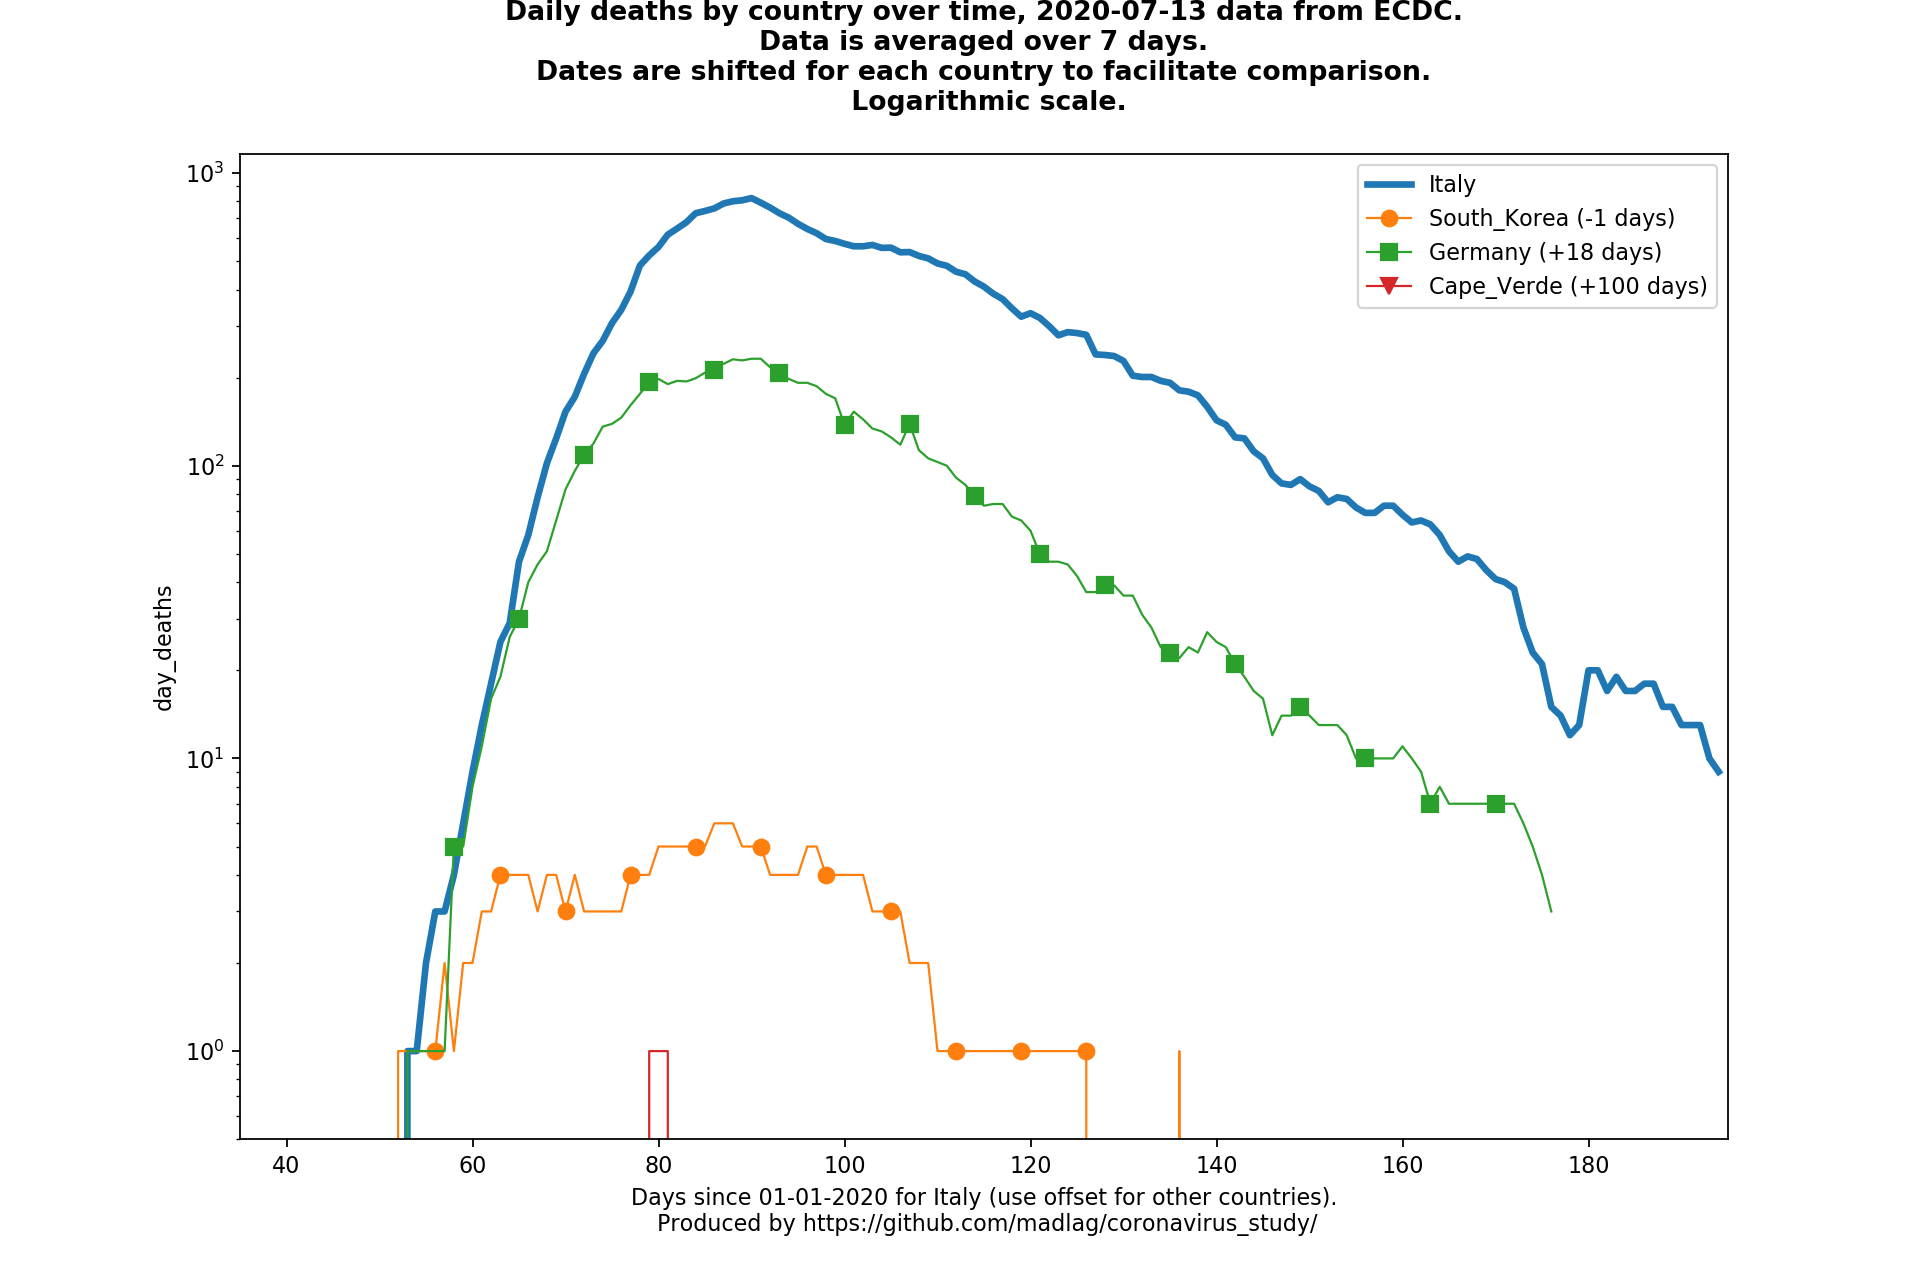 Daily deaths by country over time, 2020-07-13 data from ECDC.
Data is averaged over 7 days.
Dates are shifted for each country to facilitate comparison.
Logarithmic scale.
10³
10²
10¹
10⁰
day_deaths
Italy
South_Korea (-1 days)
Germany (+18 days)
Cape_Verde (+100 days)
40 60 80 100 120 140 160 180
Days since 01-01-2020 for Italy (use offset for other countries).
Produced by https://github.com/madlag/coronavirus_study/